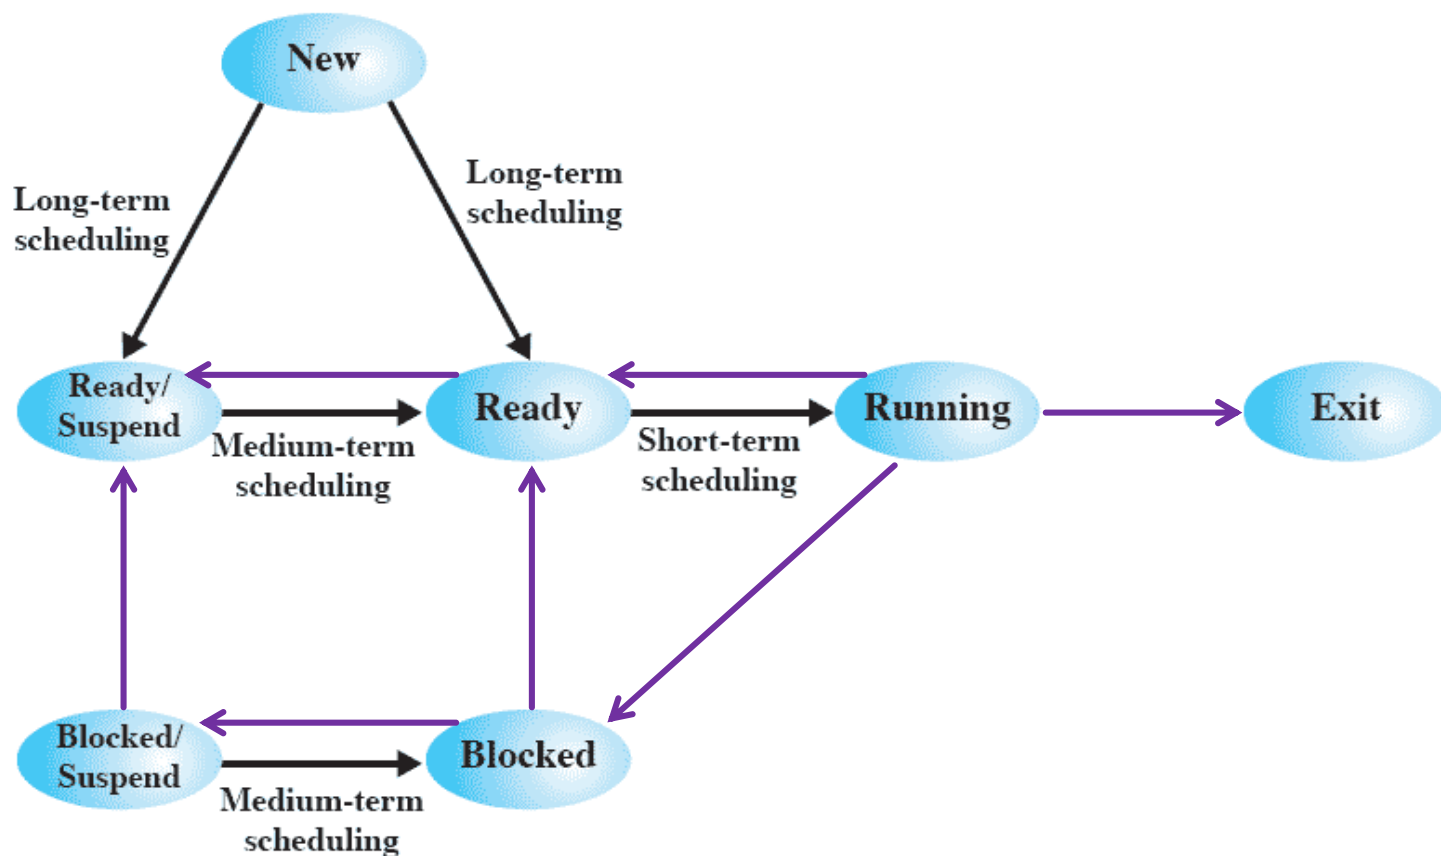 New
Long-term
scheduling
Long-term
scheduling
Ready/
Suspend
Medium-term
scheduling
Ready
Short-term
scheduling
Running
Exit
Blocked/
Suspend
Medium-term
scheduling
Blocked